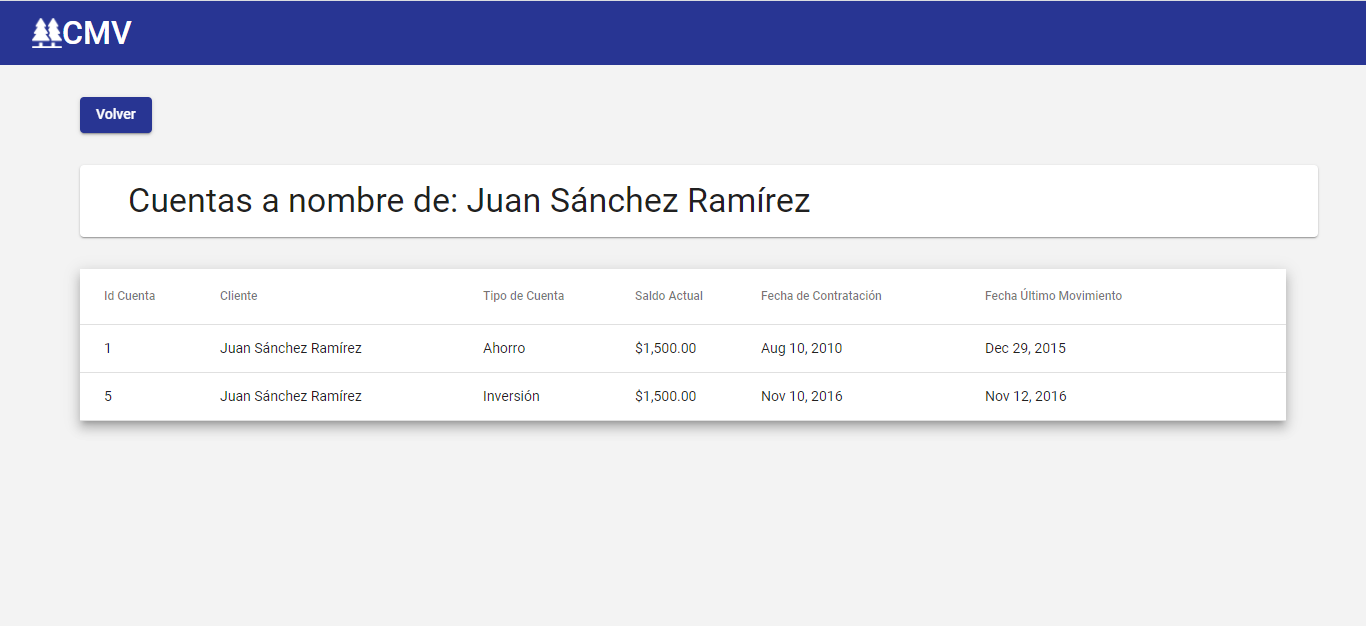 CMV
Volver
Cuentas a nombre de: Juan Sánchez Ramírez
Id Cuenta Cliente Tipo de Cuenta Saldo Actual Fecha de Contratación Fecha Último Movimiento
1 Juan Sánchez Ramírez Ahorro $1,500.00 Aug 10, 2010 Dec 29, 2015
5 Juan Sánchez Ramírez Inversión $1,500.00 Nov 10, 2016 Nov 12, 2016